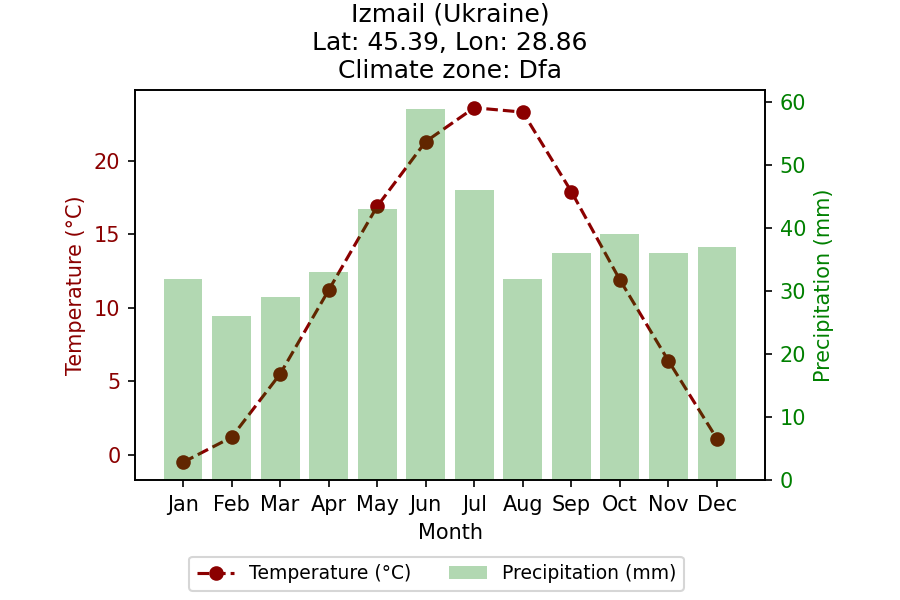 Izmail (Ukraine)
Lat: 45.39, Lon: 28.86
Climate zone: Dfa
Temperature (°C)
20
15
10
5
0
Precipitation (mm)
60
50
40
30
20
10
0
Jan Feb Mar Apr May Jun Jul Aug Sep Oct Nov Dec
Month
Temperature (°C) Precipitation (mm)